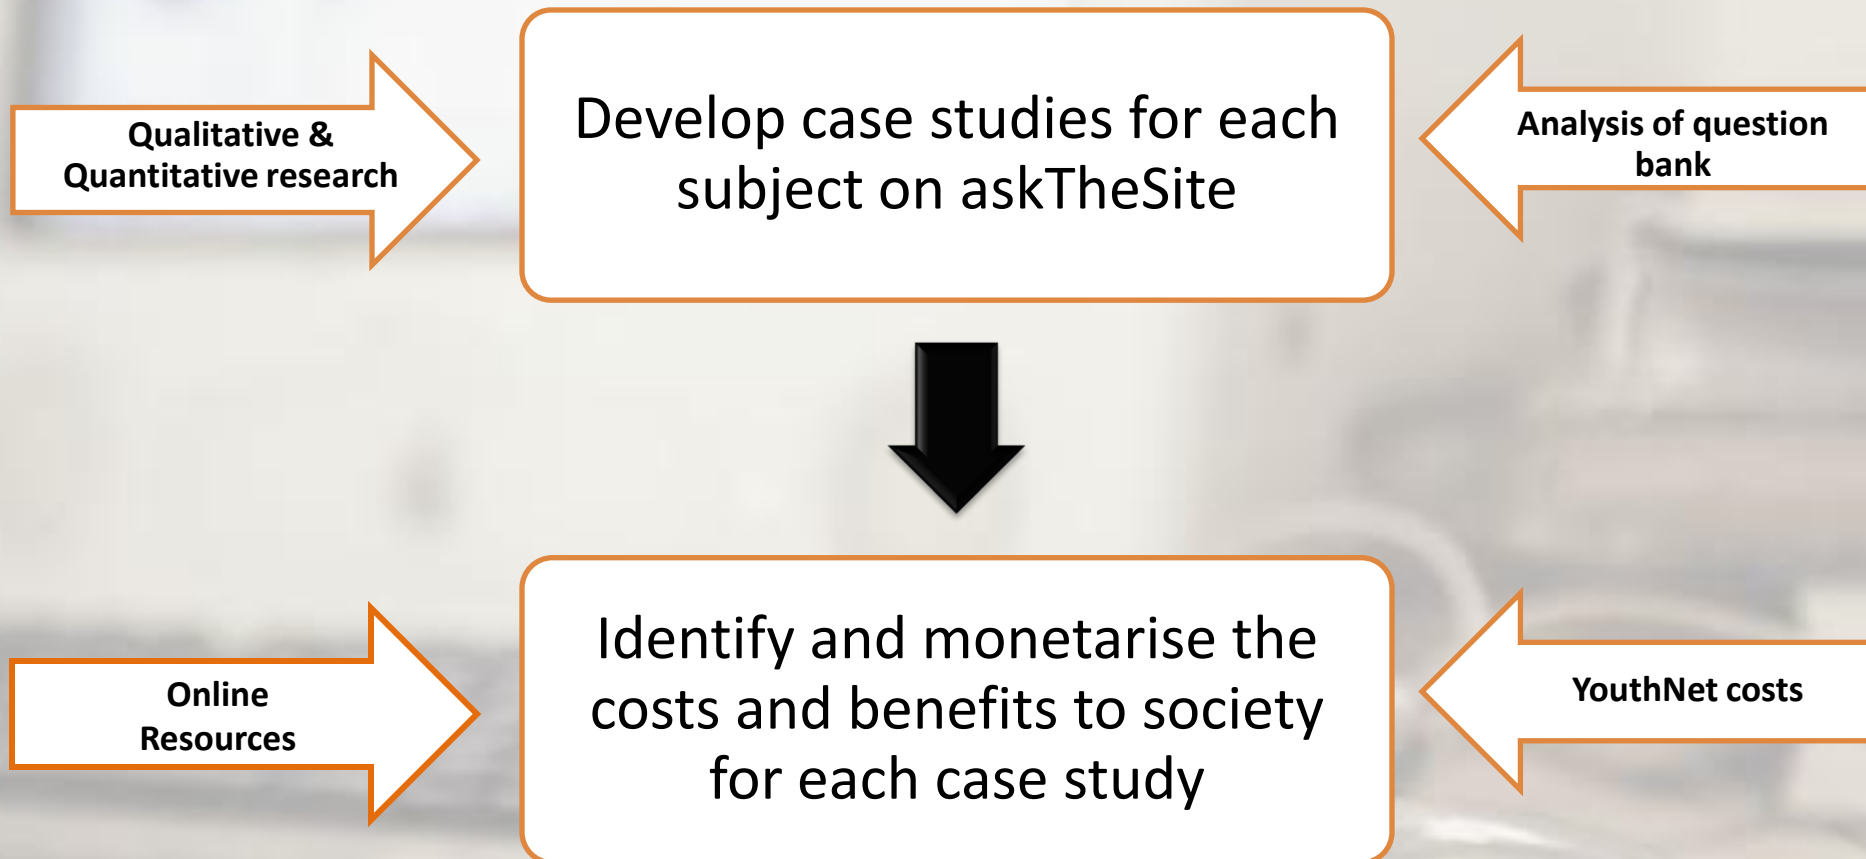 Qualitative &
Quantitative research
Develop case studies for each
subject on askTheSite
Analysis of question
bank
Online
Resources
Identify and monetarise the
costs and benefits to society
for each case study
YouthNet costs